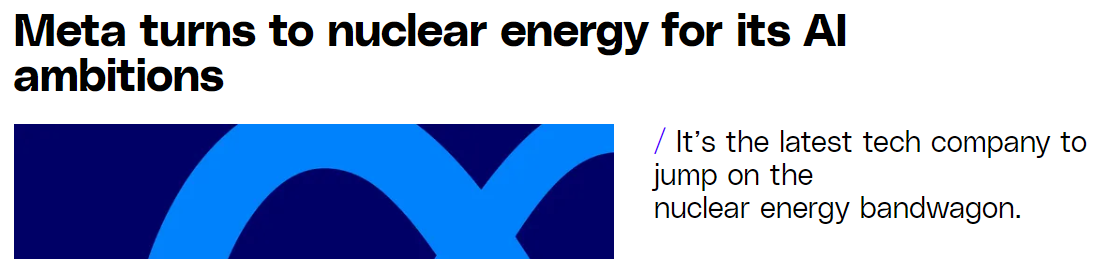 Meta turns to nuclear energy for its AI
ambitions
/ It’s the latest tech company to
jump on the
nuclear energy bandwagon.